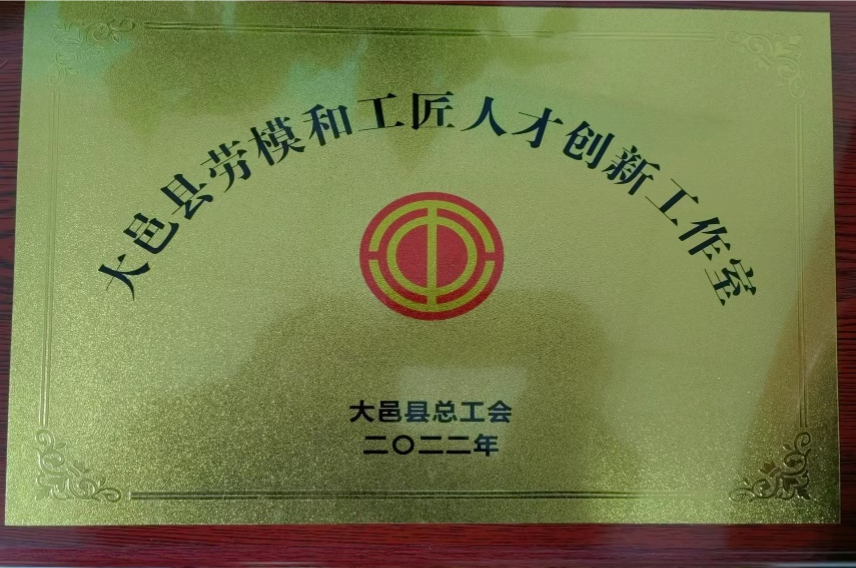 大邑县劳模和工匠人才创新工作室
大邑县总工会
二〇二二年